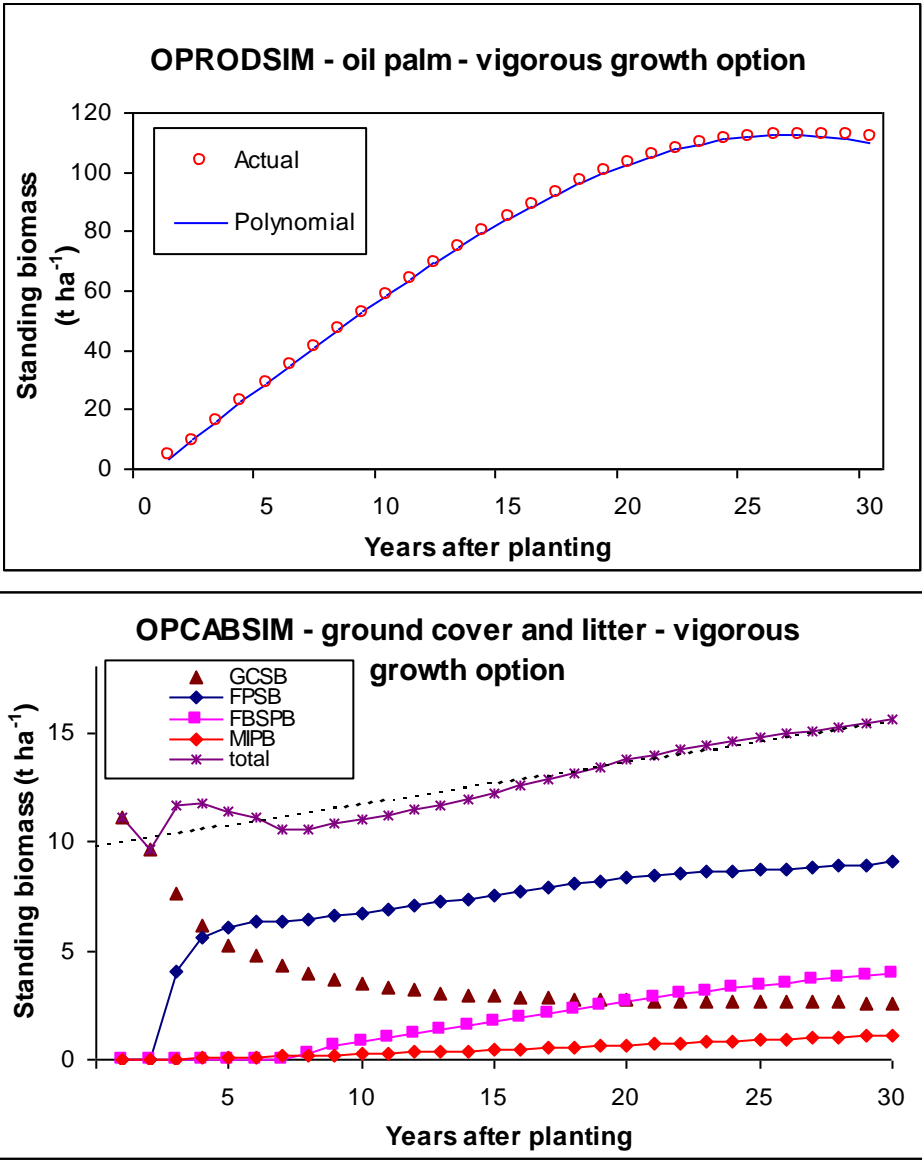 OPRODSIM - oil palm - vigorous growth option
Standing biomass
(t ha⁻¹)
120
100
80
60
40
20
0
Actual
Polynomial
0 5 10 15 20 25 30
Years after planting
OPCABSIM - ground cover and litter - vigorous
growth option
GCSB
FPSB
FBSPB
MIPB
total
Standing biomass (t ha⁻¹)
15
10
5
0
5 10 15 20 25 30
Years after planting